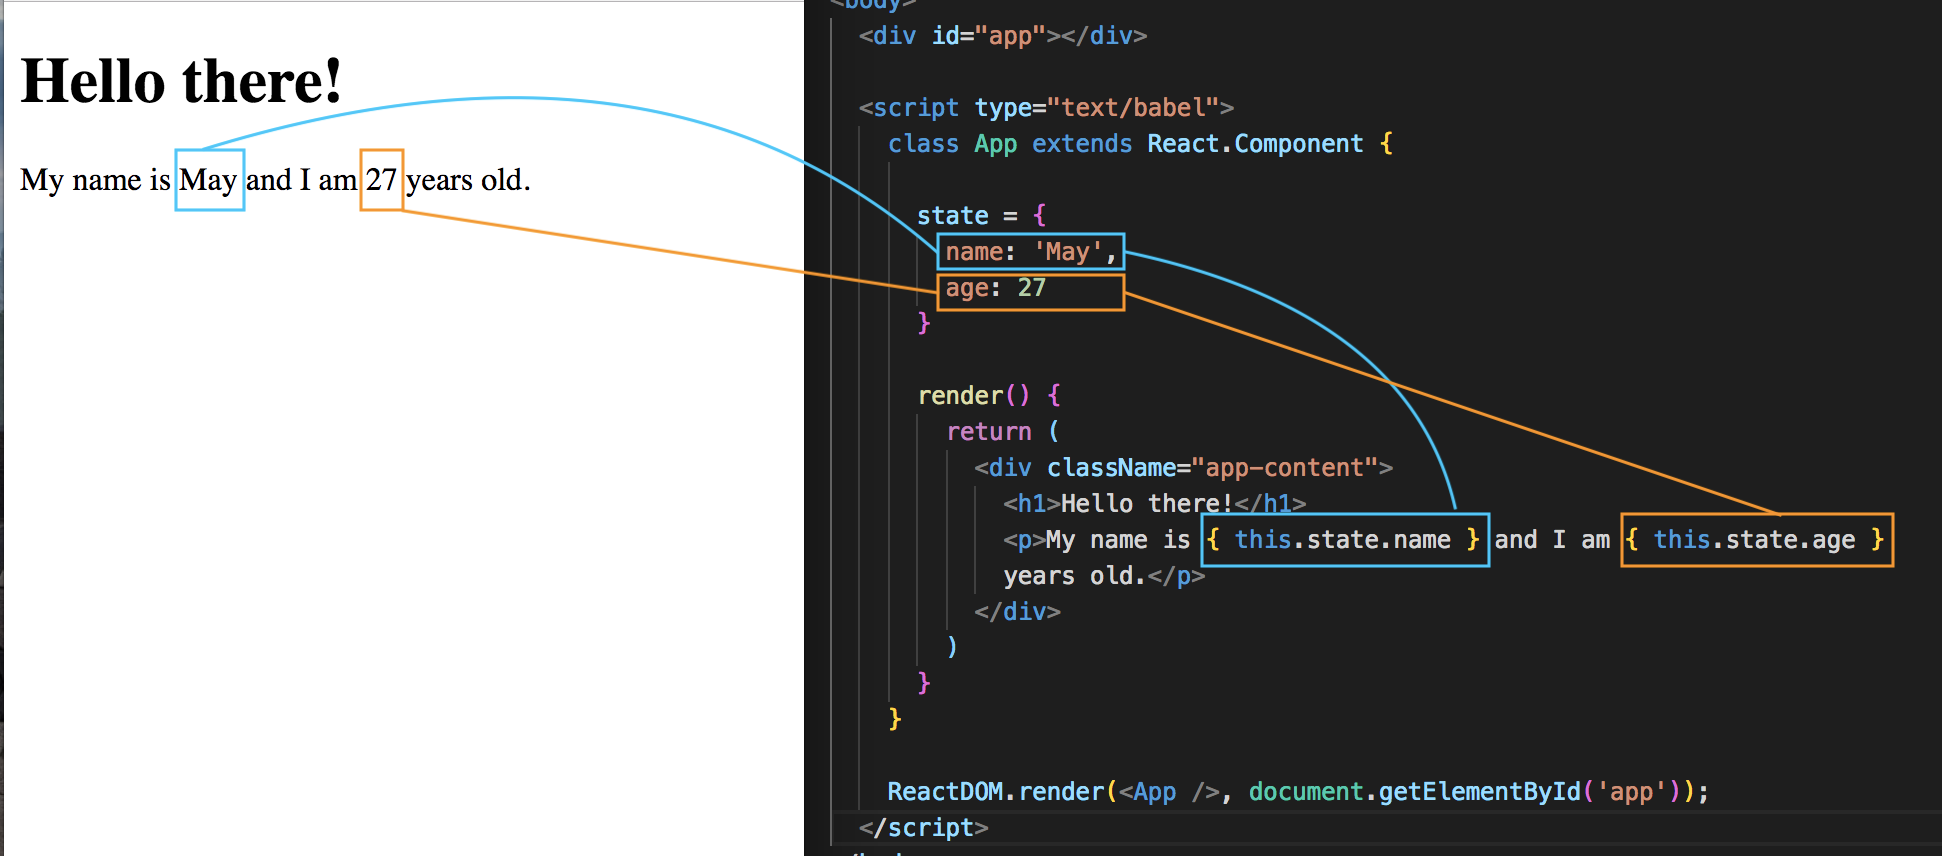 Hello there!
My name is May and I am 27 years old.
<body>
<div id="app"></div>
<script type="text/babel">
class App extends React.Component {
state = {
name: 'May',
age: 27
}
render() {
return (
<div className="app-content">
<h1>Hello there!</h1>
<p>My name is { this.state.name } and I am { this.state.age }
years old.</p>
</div>
)
}
}
ReactDOM.render(<App />, document.getElementById('app'));
</script>